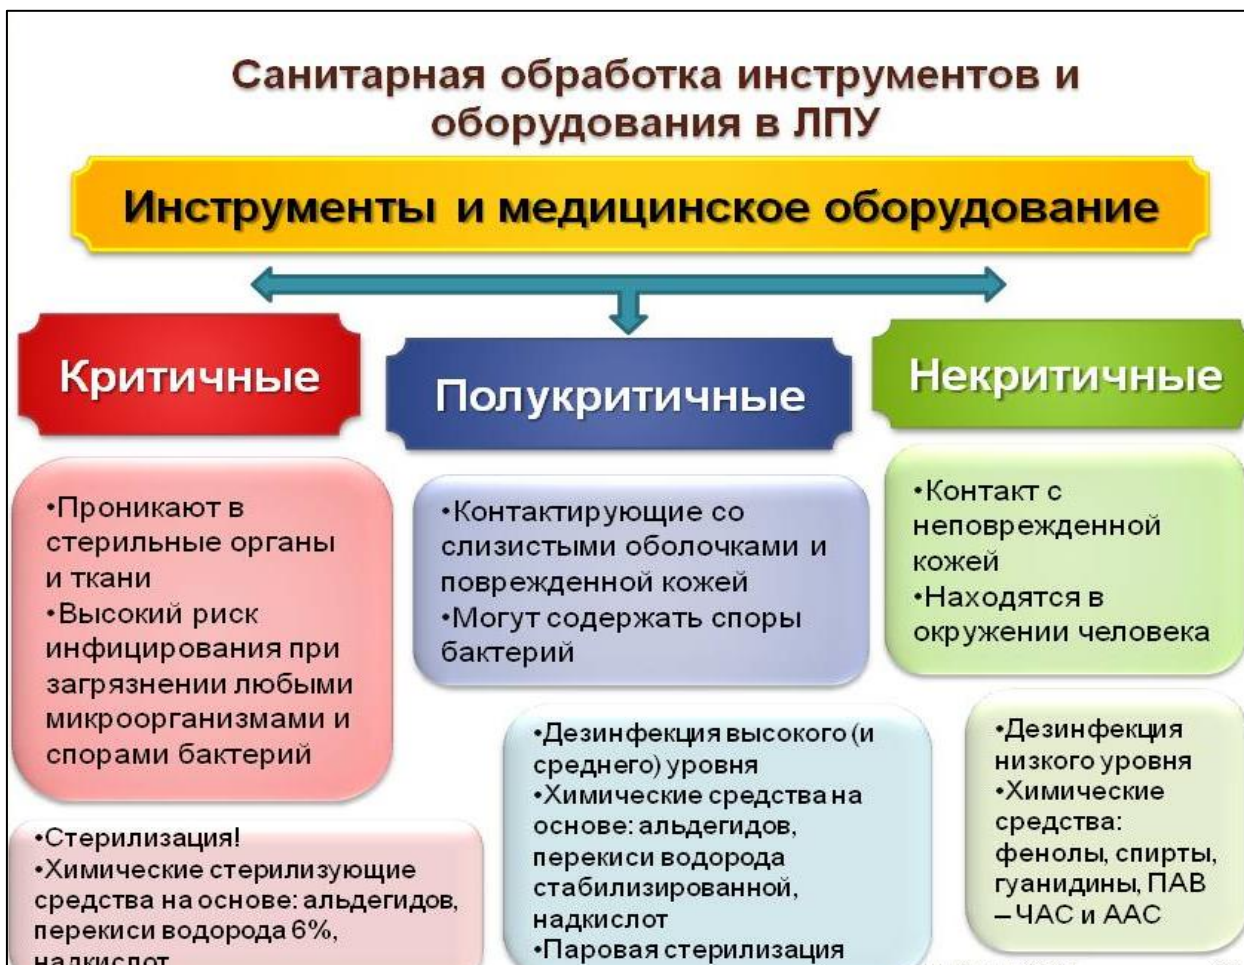 Санитарная обработка инструментов и
оборудования в ЛПУ
Инструменты и медицинское оборудование
Критичные
•Проникают в
стерильные органы
и ткани
•Высокий риск
инфицирования при
загрязнении любыми
микроорганизмами и
спорами бактерий
•Стерилизация!
•Химические стерилизующие
средства на основе: альдегидов,
перекиси водорода 6%,
надкислот
Полукритичные
•Контактирующие со
слизистыми оболочками и
поврежденной кожей
•Могут содержать споры
бактерий
•Дезинфекция высокого (и
среднего) уровня
•Химические средства на
основе: альдегидов,
перекиси водорода
стабилизированной,
надкислот
•Паровая стерилизация
Некритичные
•Контакт с
неповрежденной
кожей
•Находятся в
окружении человека
•Дезинфекция
низкого уровня
•Химические
средства:
фенолы, спирты,
гуанидины, ПАВ
– ЧАС и ААС